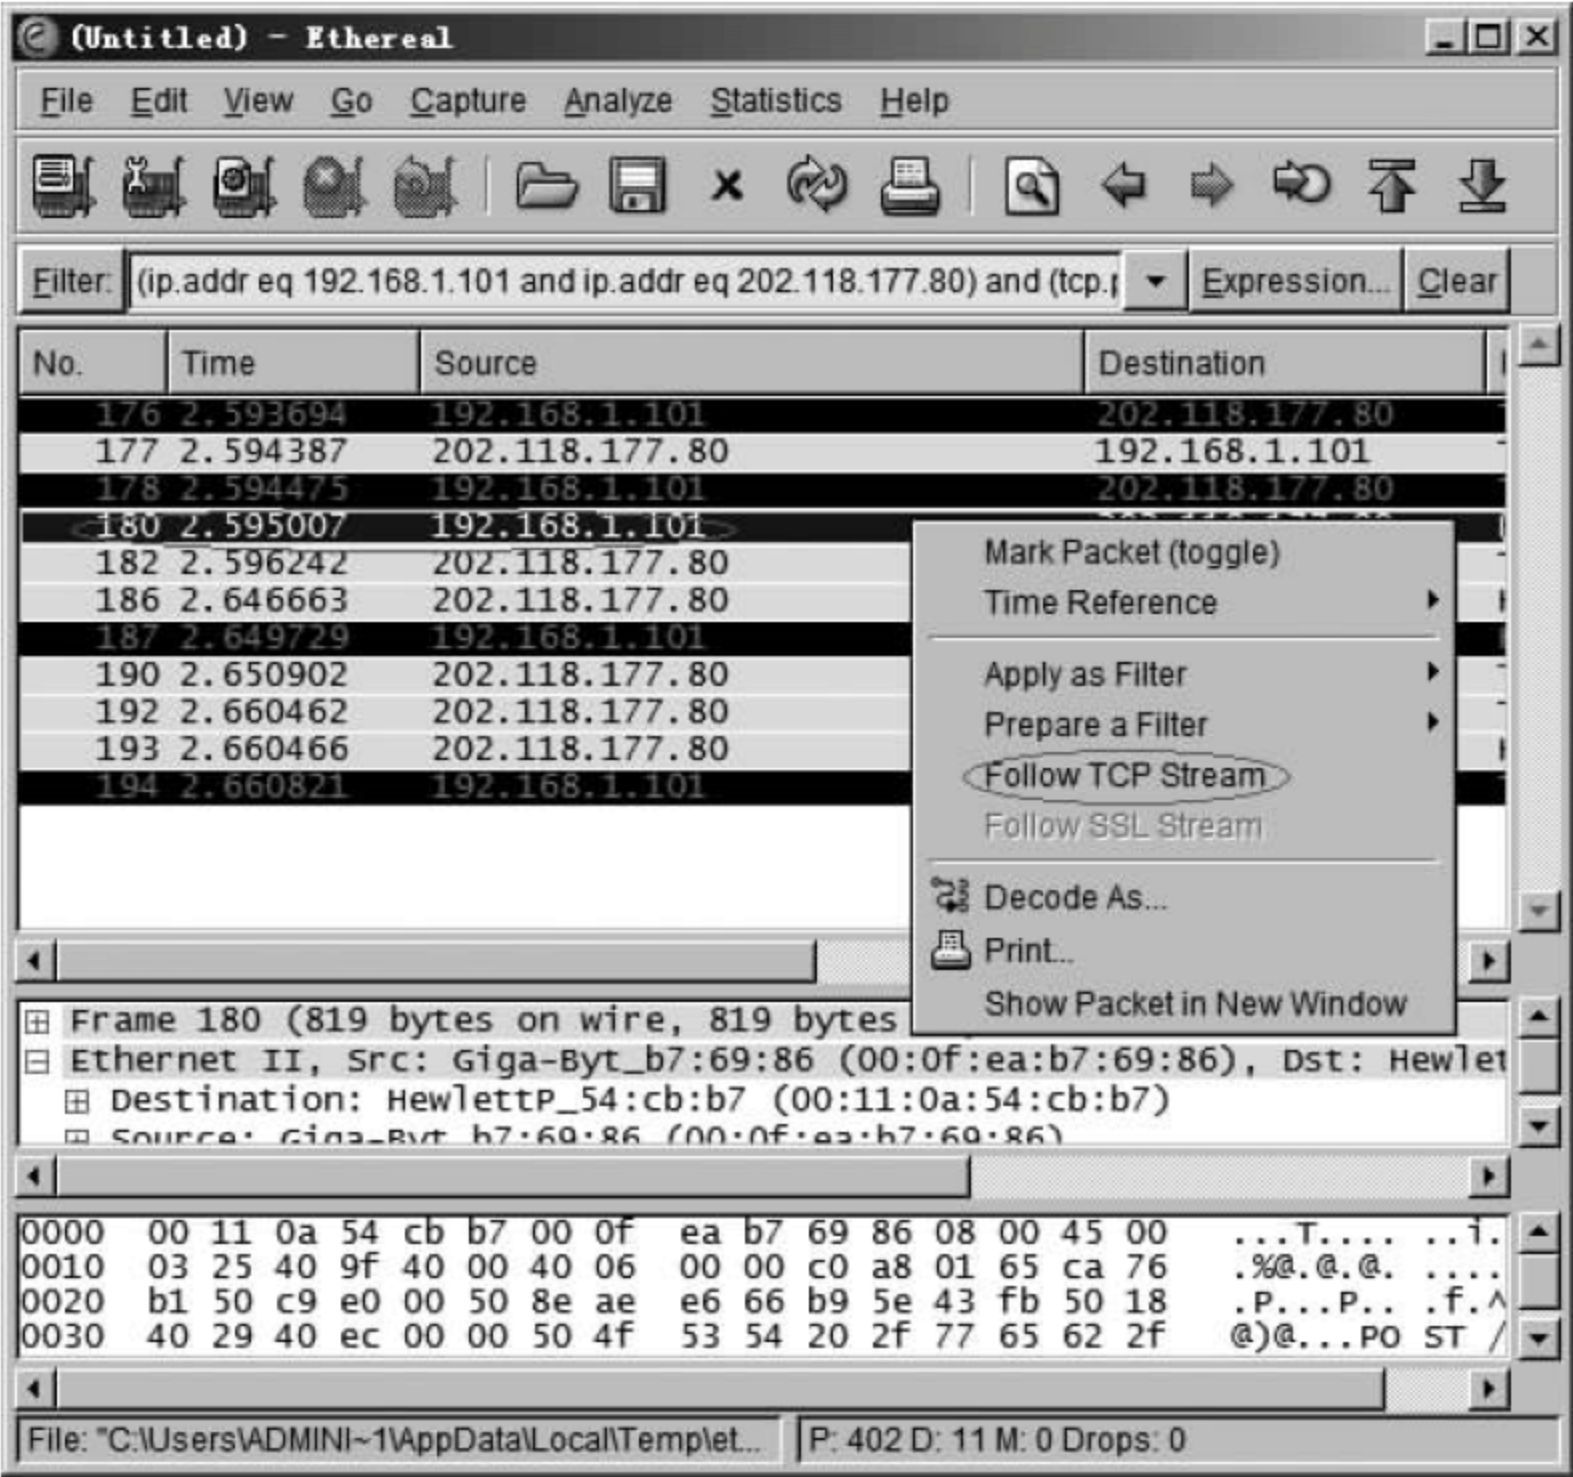 (Untitled) - Ethereal
File Edit View Go Capture Analyze Statistics Help
Filter: (ip.addr eq 192.168.1.101 and ip.addr eq 202.118.177.80) and (tcp.p Expression... Clear
No. Time Source Destination
176 2.593694 192.168.1.101 202.118.177.80
177 2.594387 202.118.177.80 192.168.1.101
178 2.594475 192.168.1.101 202.118.177.80
180 2.595007 192.168.1.101
182 2.596242 202.118.177.80
186 2.646663 202.118.177.80
187 2.649729 192.168.1.101
190 2.650902 202.118.177.80
192 2.660462 202.118.177.80
193 2.660466 202.118.177.80
194 2.660821 192.168.1.101
Mark Packet (toggle)
Time Reference
Apply as Filter
Prepare a Filter
Follow TCP Stream
Follow SSL Stream
Decode As...
Print...
Show Packet in New Window
Frame 180 (819 bytes on wire, 819 bytes
Ethernet II, Src: Giga-Byt_b7:69:86 (00:0f:ea:b7:69:86), Dst: Hewlet
Destination: HewlettP_54:cb:b7 (00:11:0a:54:cb:b7)
Source: Giga-Byt_b7:69:86 (00:0f:ea:b7:69:86)
0000 00 11 0a 54 cb b7 00 0f ea b7 69 86 08 00 45 00 ...T.... ..i.
0010 03 25 40 9f 40 00 40 06 00 00 c0 a8 01 65 ca 76 .%@.@.@. ....
0020 b1 50 c9 e0 00 50 8e ae e6 66 b9 5e 43 fb 50 18 .P...P.. .f.^
0030 40 29 40 ec 00 00 50 4f 53 54 20 2f 77 65 62 2f @)@...PO ST /
File: "C:\Users\ADMINI~1\AppData\Local\Temp\et... P: 402 D: 11 M: 0 Drops: 0